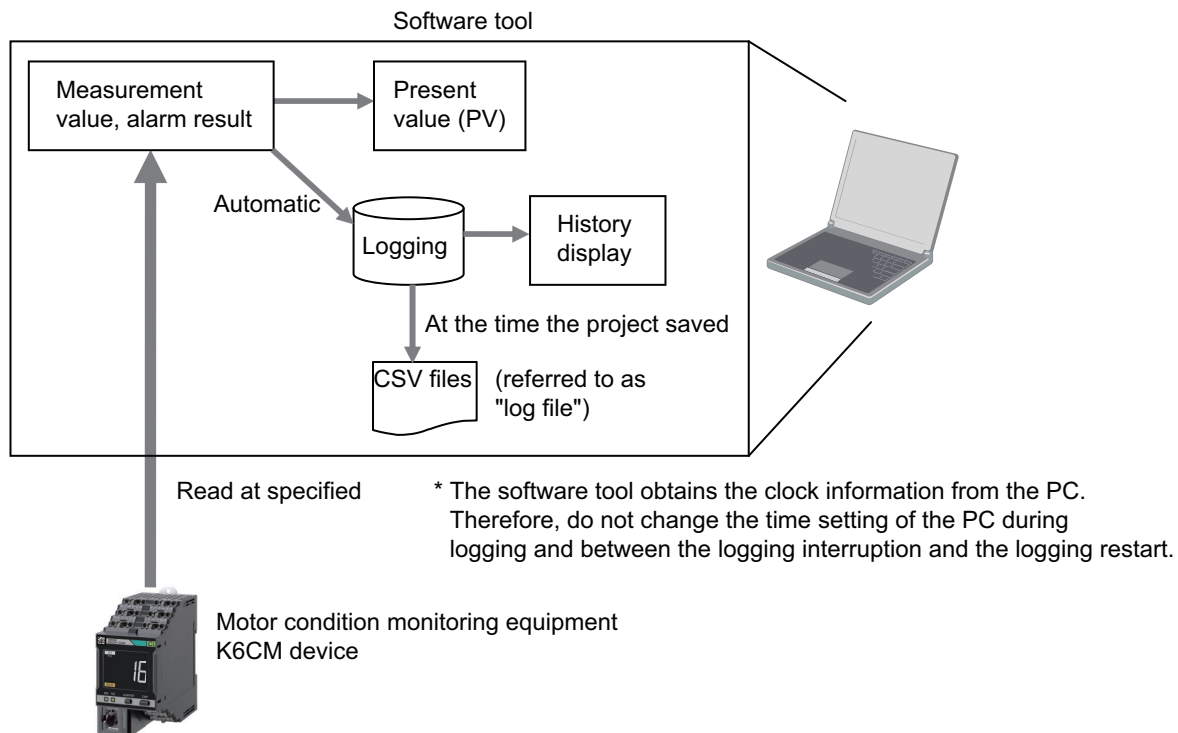 Software tool
Measurement
value, alarm result
Present
value (PV)
Automatic
Logging
History
display
At the time the project saved
CSV files
(referred to as
"log file")
Read at specified
* The software tool obtains the clock information from the PC.
Therefore, do not change the time setting of the PC during
logging and between the logging interruption and the logging restart.
16
Motor condition monitoring equipment
K6CM device